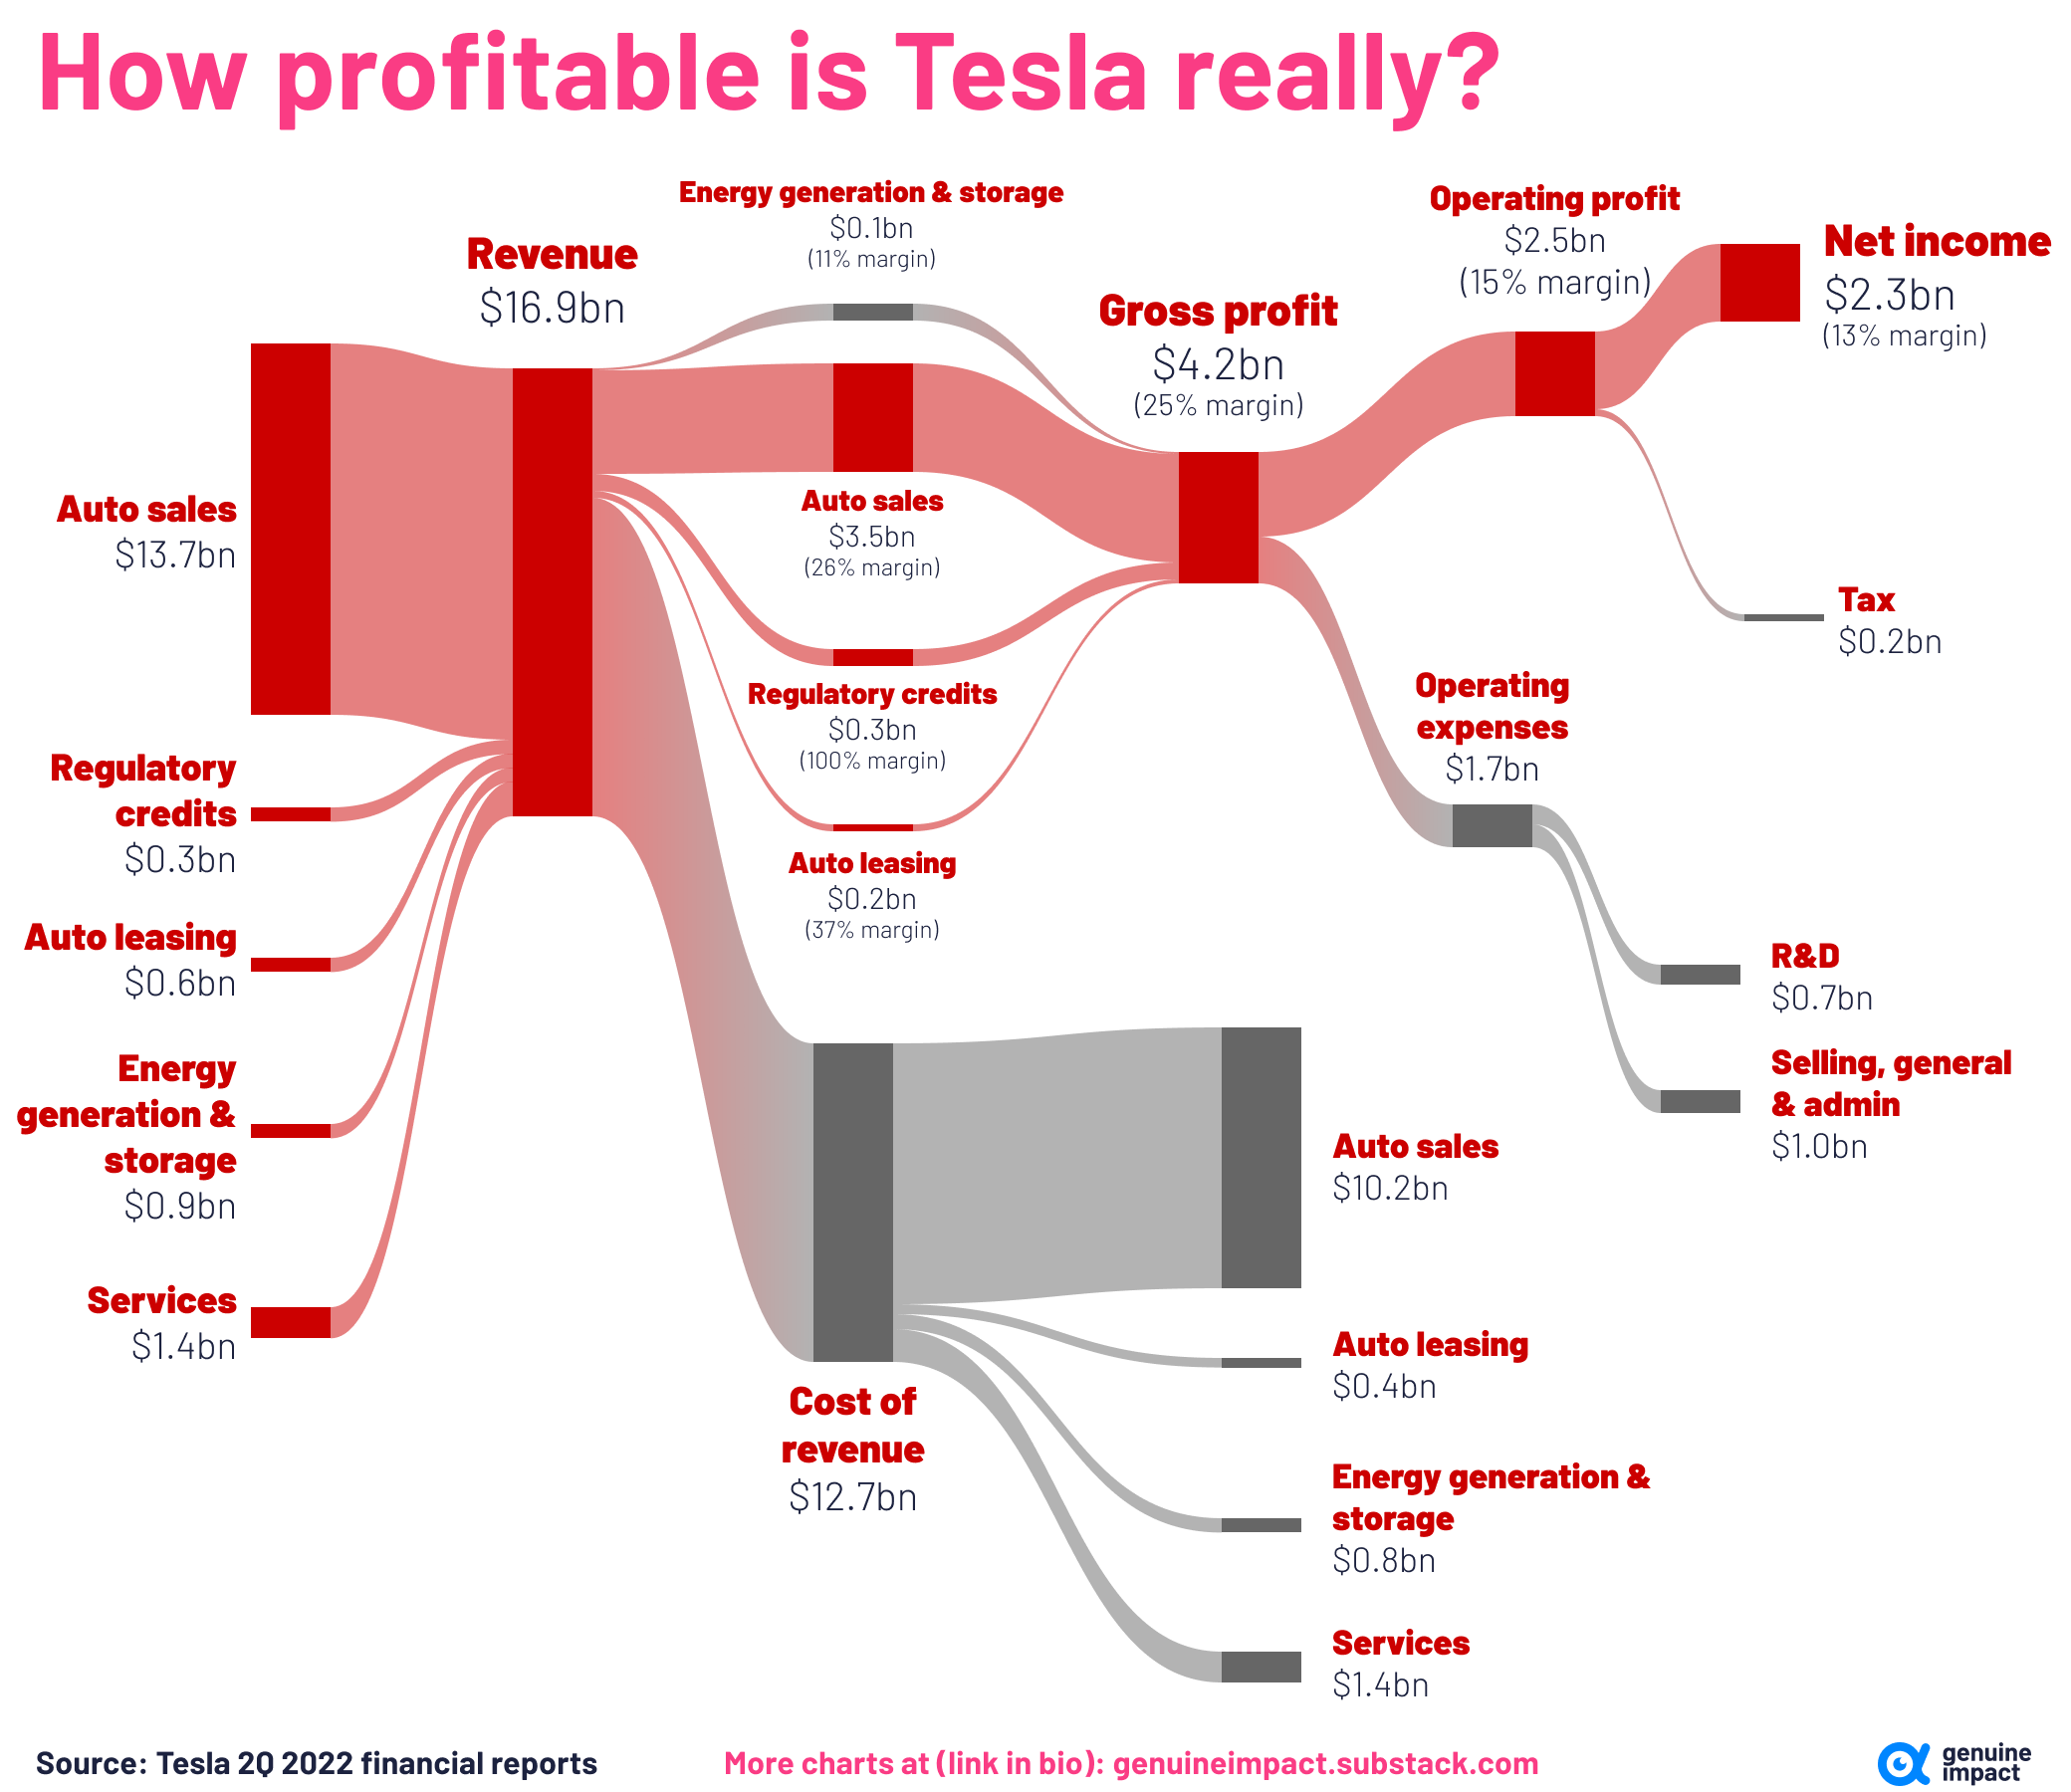 How profitable is Tesla really?
Energy generation & storage
$0.1bn
(11% margin)
Operating profit
$2.5bn
(15% margin)
Net income
$2.3bn
(13% margin)
Revenue
$16.9bn
Gross profit
$4.2bn
(25% margin)
Auto sales
$13.7bn
Auto sales
$3.5bn
(26% margin)
Tax
$0.2bn
Regulatory credits
$0.3bn
(100% margin)
Operating
expenses
$1.7bn
Regulatory
credits
$0.3bn
Auto leasing
$0.2bn
(37% margin)
Auto leasing
$0.6bn
R&D
$0.7bn
Energy
generation &
storage
$0.9bn
Selling, general
& admin
$1.0bn
Auto sales
$10.2bn
Services
$1.4bn
Auto leasing
$0.4bn
Cost of
revenue
$12.7bn
Energy generation &
storage
$0.8bn
Services
$1.4bn
Source: Tesla 2Q 2022 financial reports
More charts at (link in bio): genuineimpact.substack.com
genuine
impact